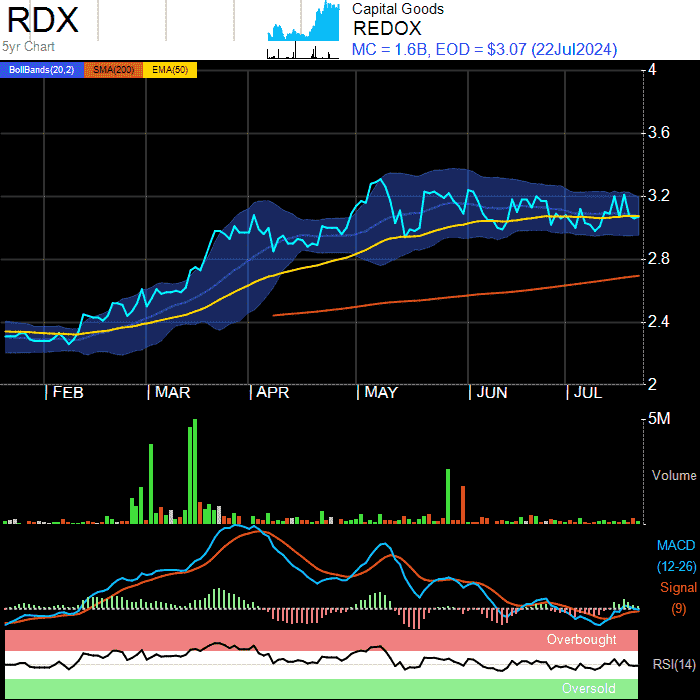 RDX
5yr Chart
Capital Goods
REDOX
MC = 1.6B, EOD = $3.07 (22Jul2024)
BollBands(20,2) SMA(200) EMA(50)
4
3.6
3.2
2.8
2.4
2
FEB MAR APR MAY JUN JUL
5M
Volume
MACD
(12-26)
Signal
(9)
Overbought
RSI(14)
Oversold